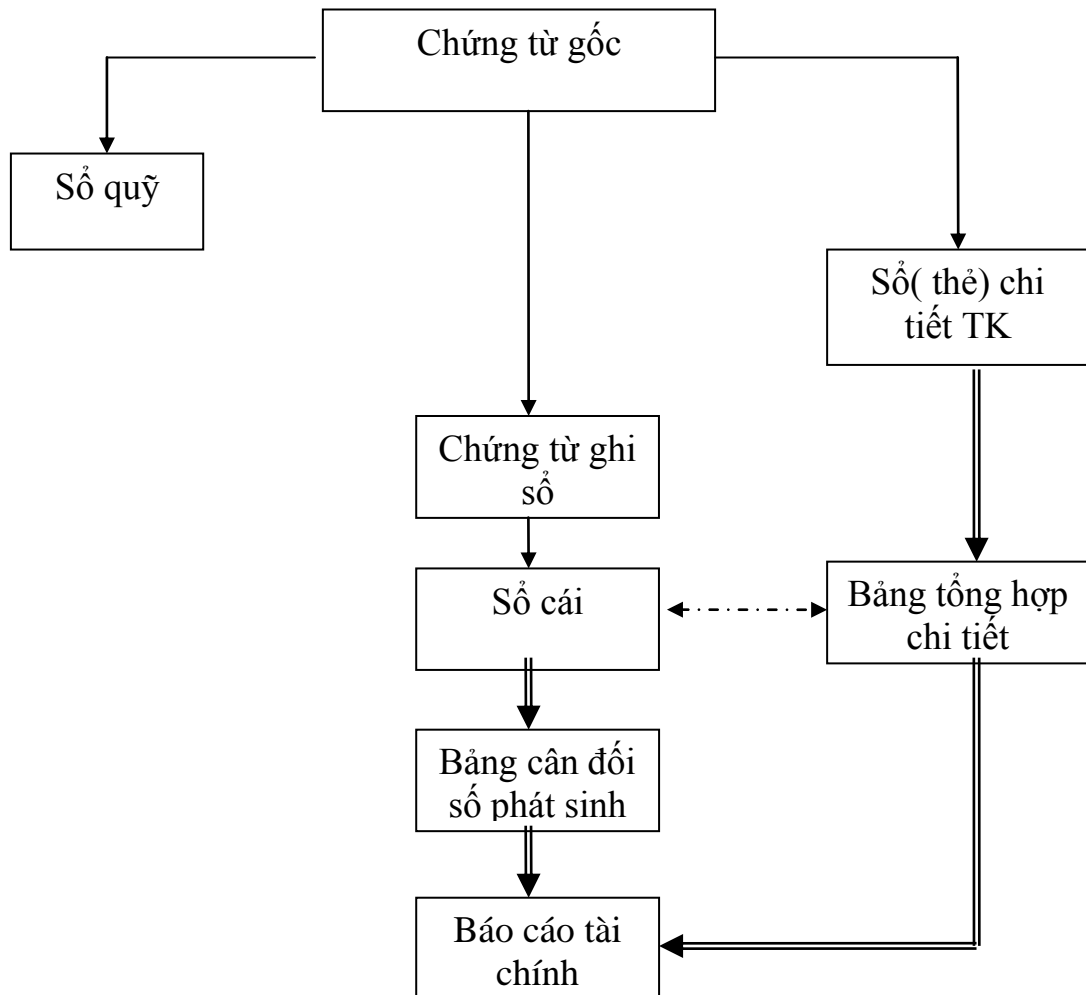 Chứng từ gốc
Sổ quỹ
Sổ( thẻ) chi
tiết TK
Chứng từ ghi
sổ
Sổ cái
Bảng tổng hợp
chi tiết
Bảng cân đối
số phát sinh
Báo cáo tài
chính